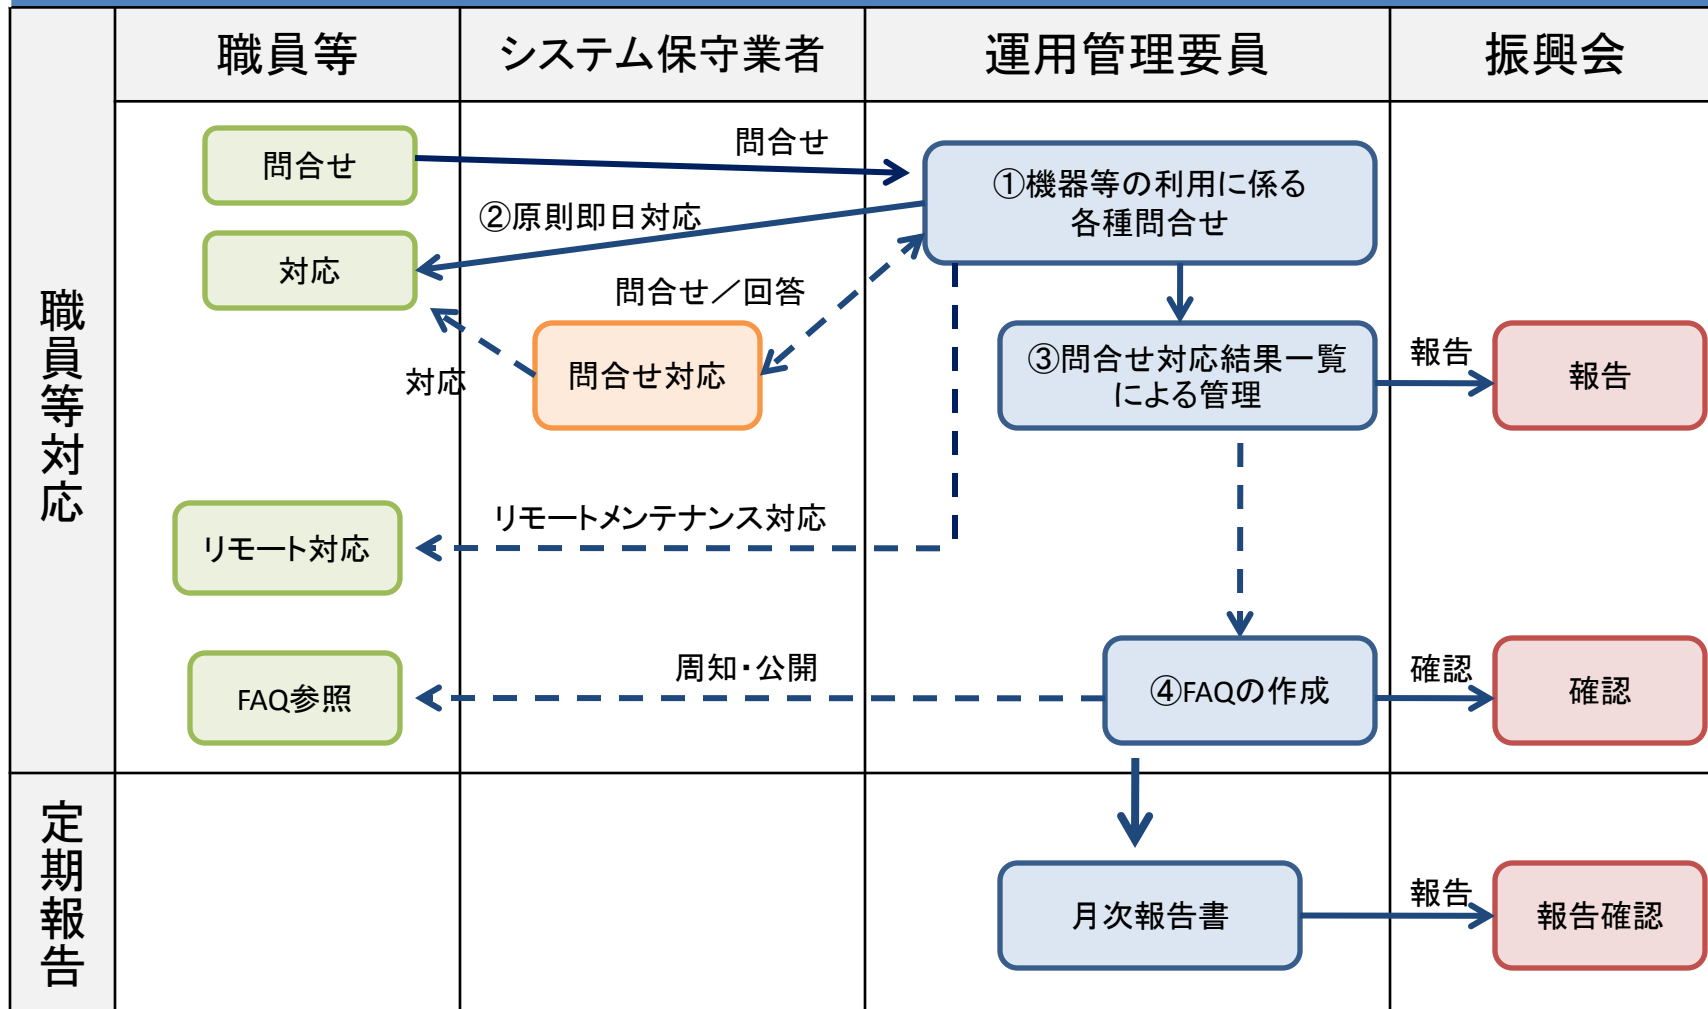 職員等
システム保守業者
運用管理要員
振興会
職員等対応
問合せ
問合せ
①機器等の利用に係る
各種問合せ
②原則即日対応
対応
問合せ／回答
対応
問合せ対応
③問合せ対応結果一覧
による管理
報告
報告
リモートメンテナンス対応
リモート対応
周知・公開
FAQ参照
④FAQの作成
確認
確認
定期報告
月次報告書
報告
報告確認